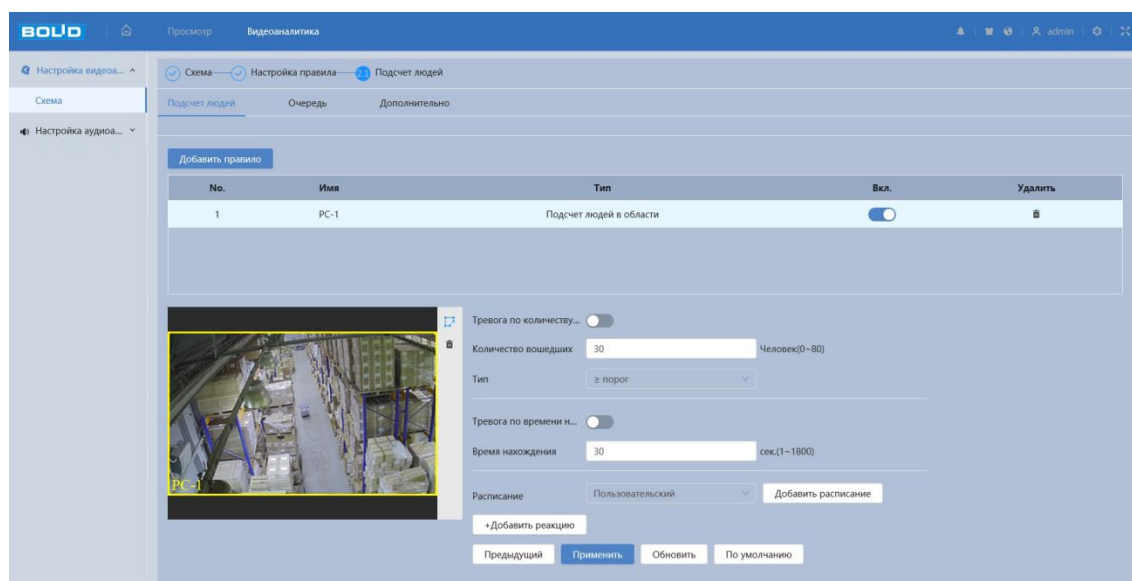 BOLID Просмотр Видеоаналитика admin
Настройка видеоа... Схема Настройка правила 2.1 Подсчет людей
Схема Подсчет людей Очередь Дополнительно
Настройка аудиоа...
Добавить правило
No. Имя Тип Вкл. Удалить
1 PC-1 Подсчет людей в области
Тревога по количеству...
Количество вошедших 30 Человек(0~80)
Тип ≥ порог
Тревога по времени н...
Время нахождения 30 сек.(1~1800)
PC-1
Расписание Пользовательский Добавить расписание
+Добавить реакцию
Предыдущий Применить Обновить По умолчанию